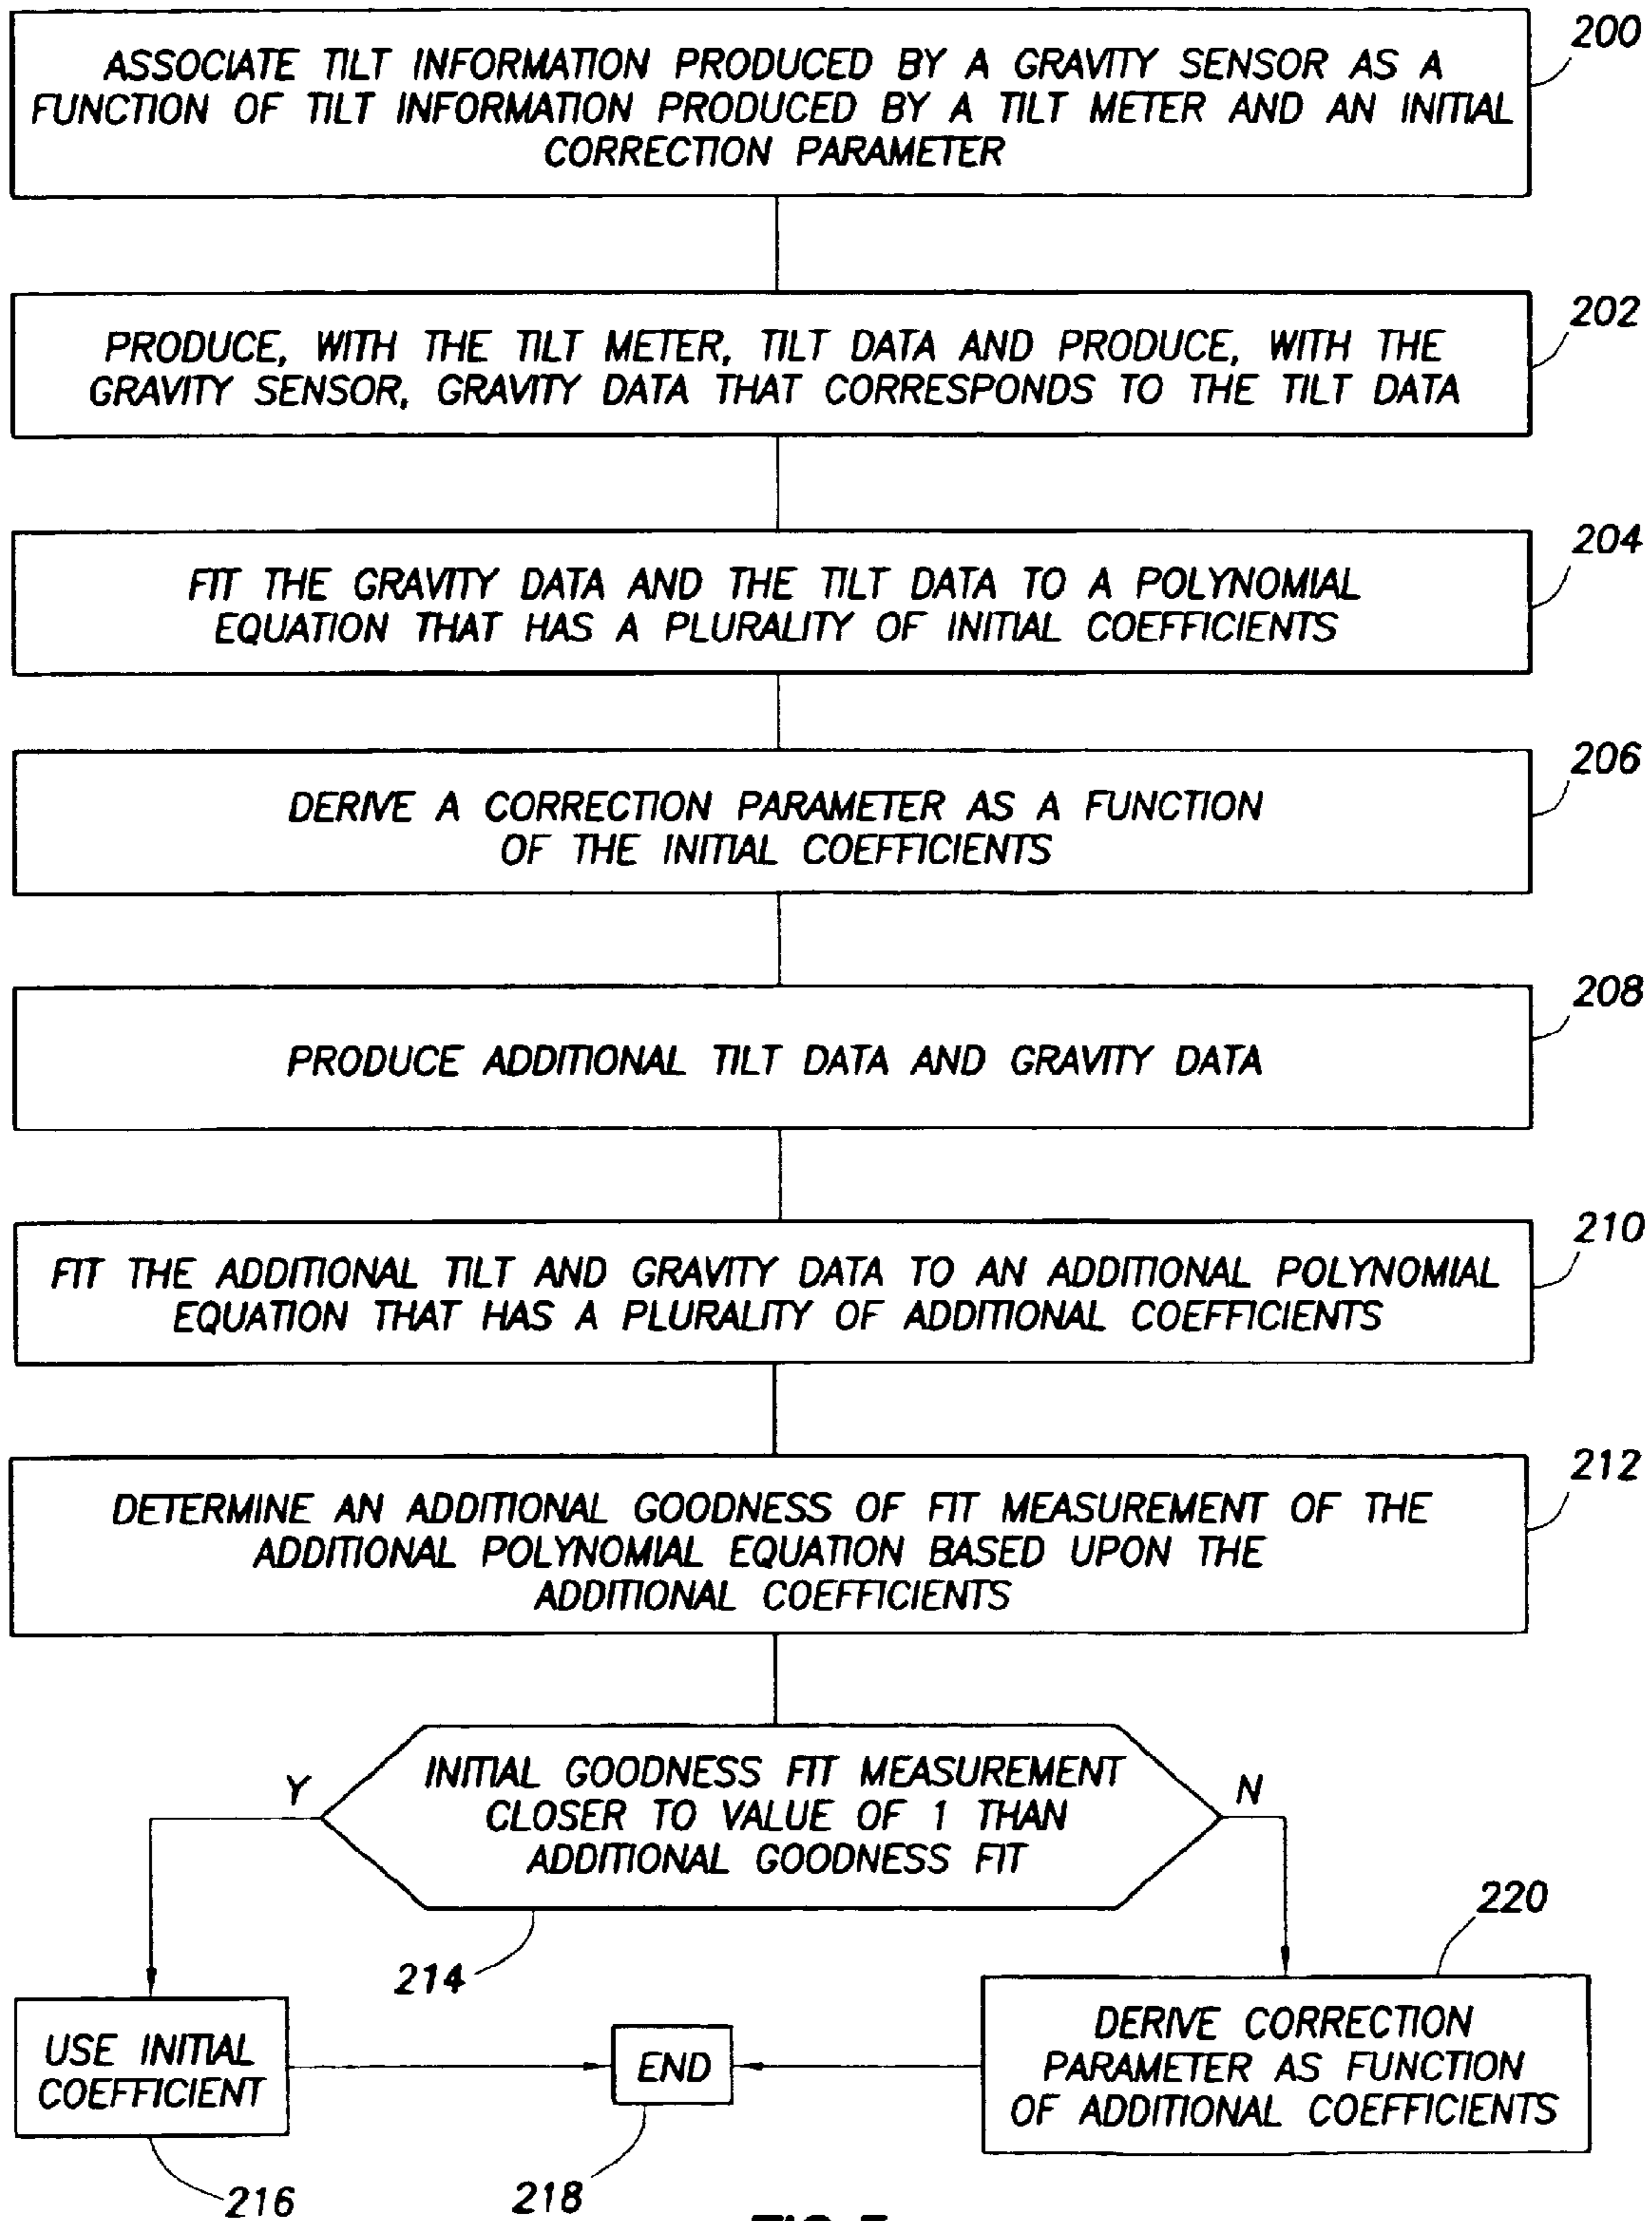 200
ASSOCIATE TILT INFORMATION PRODUCED BY A GRAVITY SENSOR AS A
FUNCTION OF TILT INFORMATION PRODUCED BY A TILT METER AND AN INITIAL
CORRECTION PARAMETER
202
PRODUCE, WITH THE TILT METER, TILT DATA AND PRODUCE, WITH THE
GRAVITY SENSOR, GRAVITY DATA THAT CORRESPONDS TO THE TILT DATA
204
FIT THE GRAVITY DATA AND THE TILT DATA TO A POLYNOMIAL
EQUATION THAT HAS A PLURALITY OF INITIAL COEFFICIENTS
206
DERIVE A CORRECTION PARAMETER AS A FUNCTION
OF THE INITIAL COEFFICIENTS
208
PRODUCE ADDITIONAL TILT DATA AND GRAVITY DATA
210
FIT THE ADDITIONAL TILT AND GRAVITY DATA TO AN ADDITIONAL POLYNOMIAL
EQUATION THAT HAS A PLURALITY OF ADDITIONAL COEFFICIENTS
212
DETERMINE AN ADDITIONAL GOODNESS OF FIT MEASUREMENT OF THE
ADDITIONAL POLYNOMIAL EQUATION BASED UPON THE
ADDITIONAL COEFFICIENTS
Y
INITIAL GOODNESS FIT MEASUREMENT
CLOSER TO VALUE OF 1 THAN
ADDITIONAL GOODNESS FIT
N
214
220
USE INITIAL
COEFFICIENT
END
DERIVE CORRECTION
PARAMETER AS FUNCTION
OF ADDITIONAL COEFFICIENTS
216
218